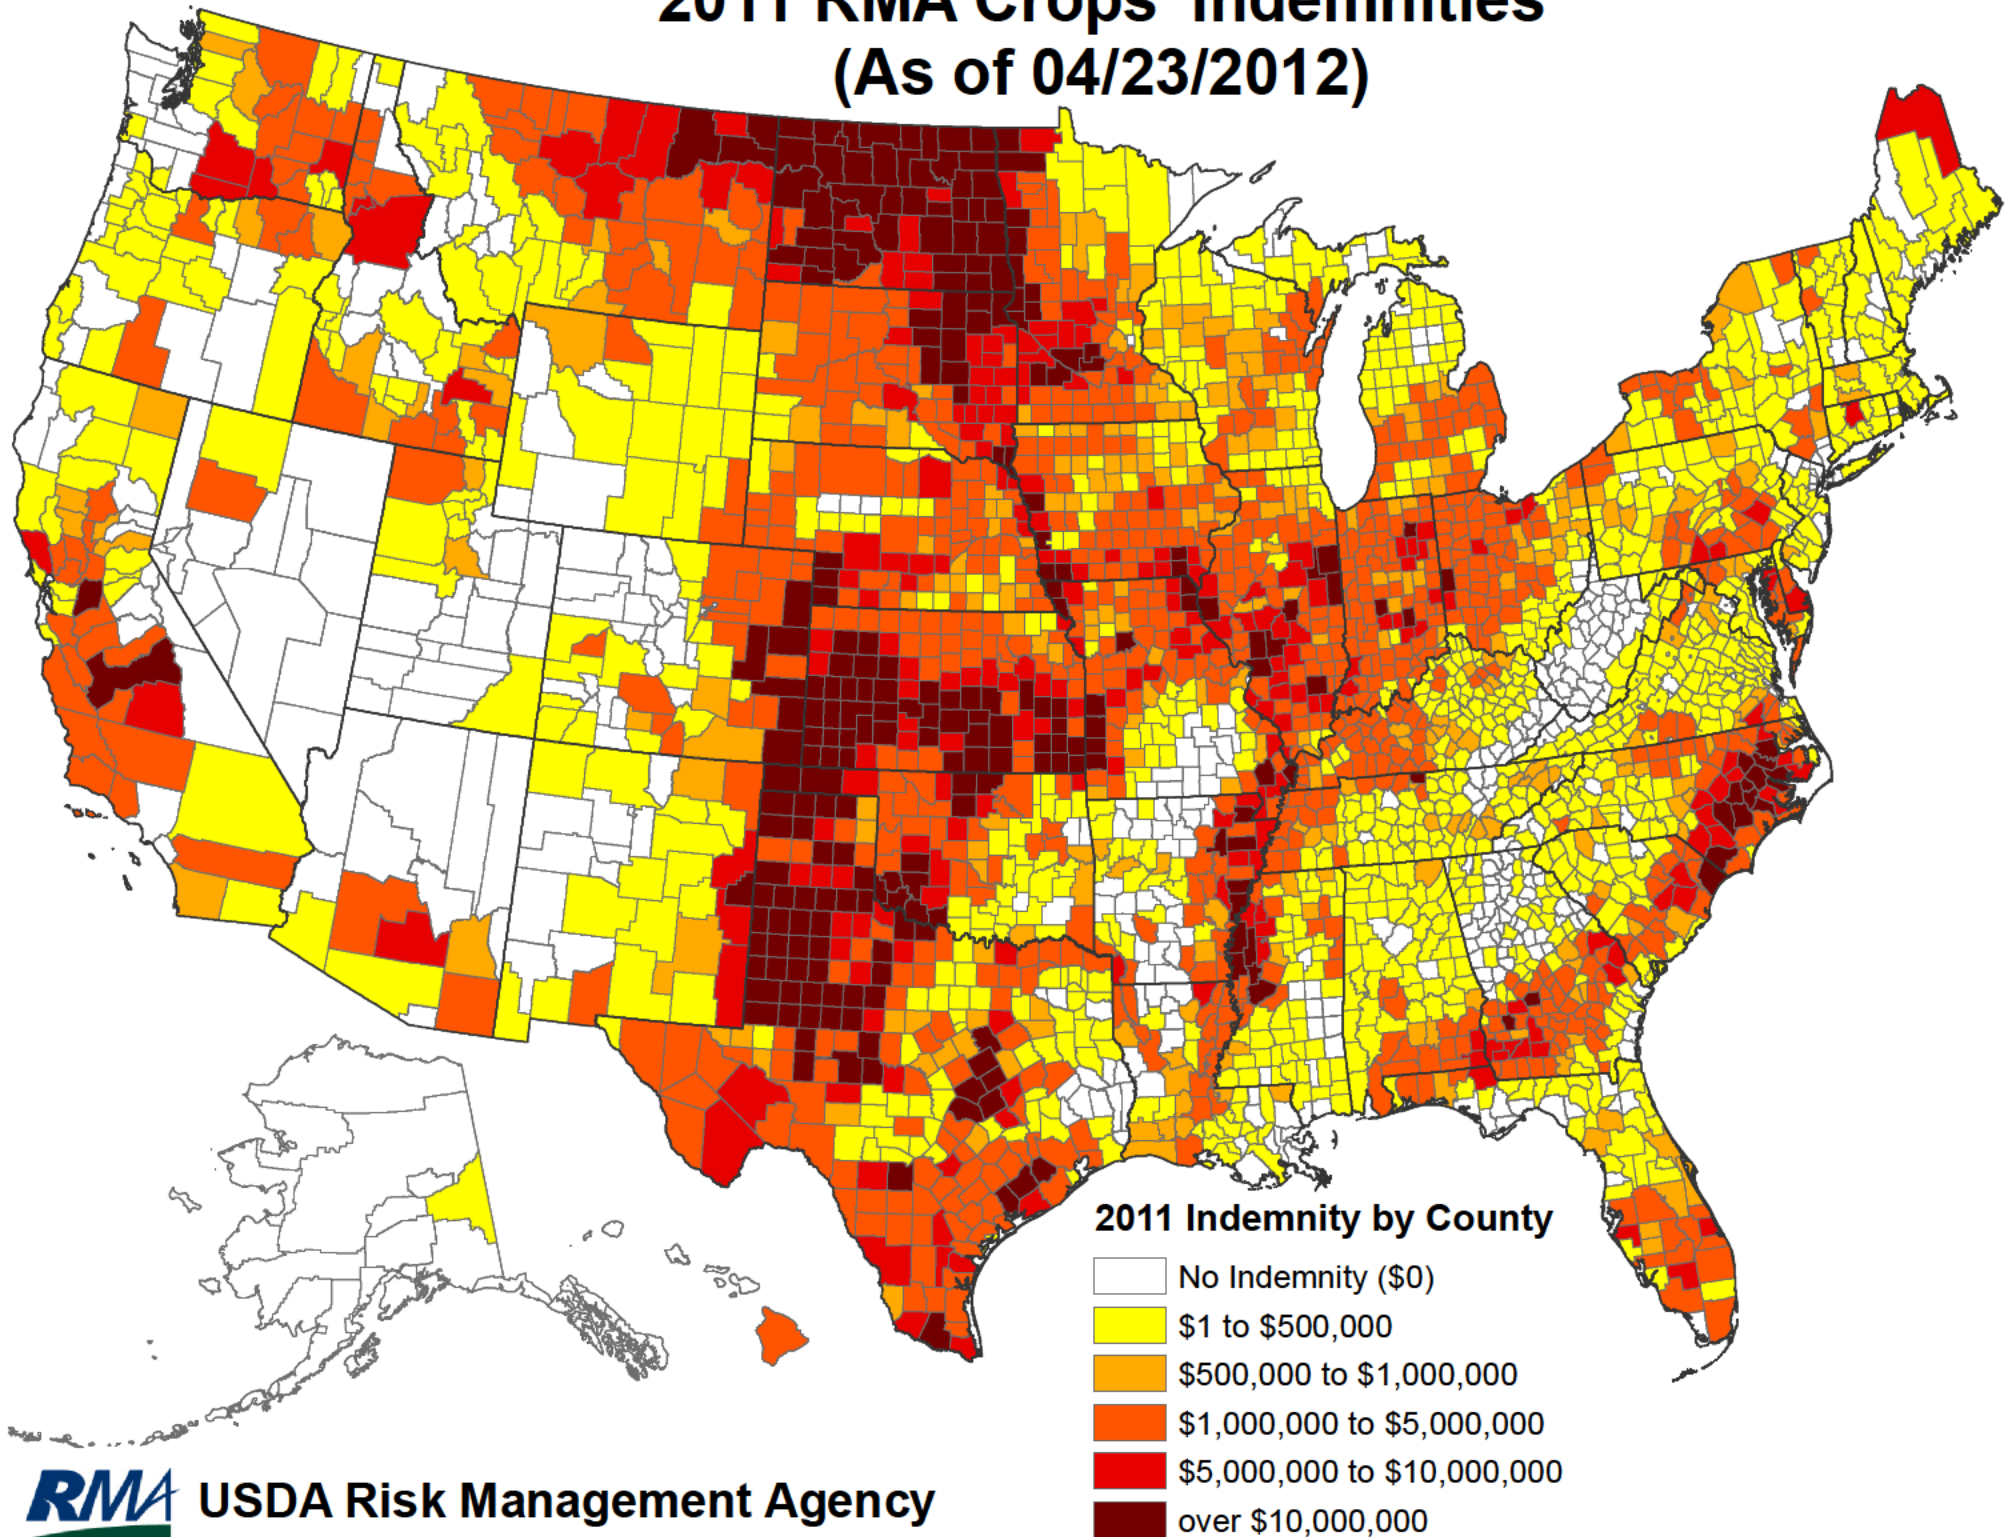 2011 RMA Crops' Indemnities
(As of 04/23/2012)
2011 Indemnity by County
No Indemnity ($0)
$1 to $500,000
$500,000 to $1,000,000
$1,000,000 to $5,000,000
$5,000,000 to $10,000,000
over $10,000,000
RMA USDA Risk Management Agency